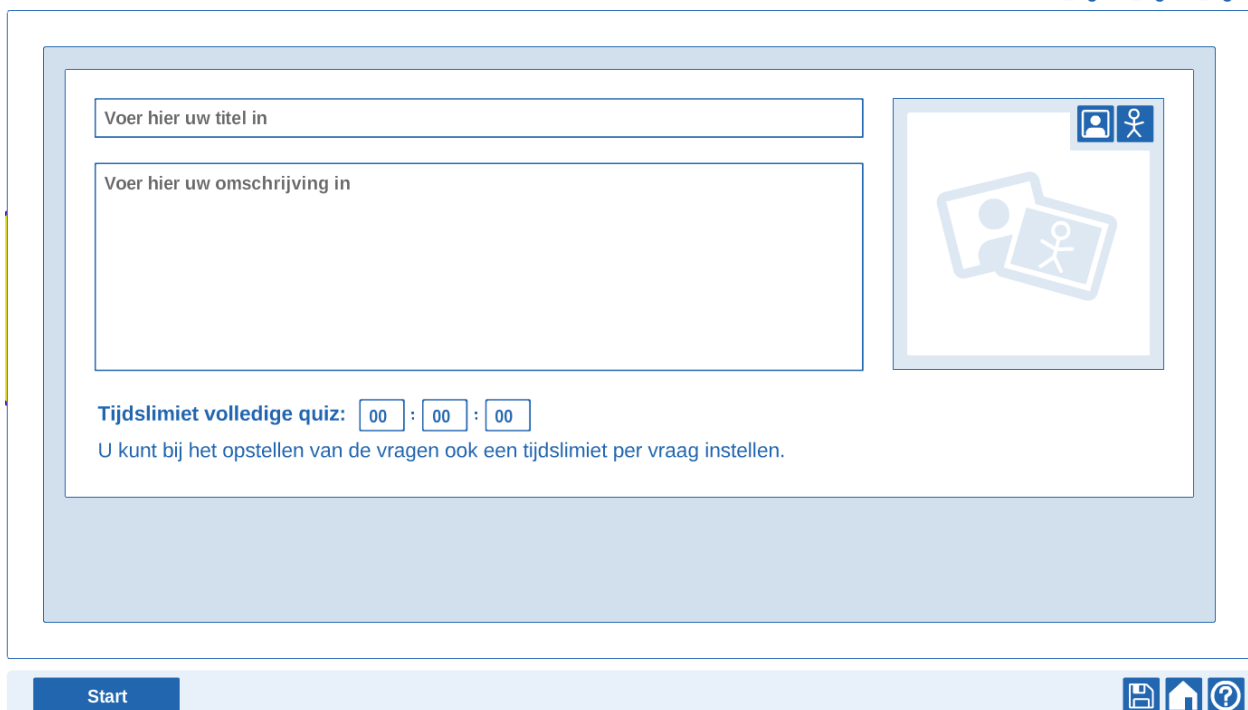 Voer hier uw titel in
Voer hier uw omschrijving in
Tijdslimiet volledige quiz: 00 : 00 : 00
U kunt bij het opstellen van de vragen ook een tijdslimiet per vraag instellen.
Start